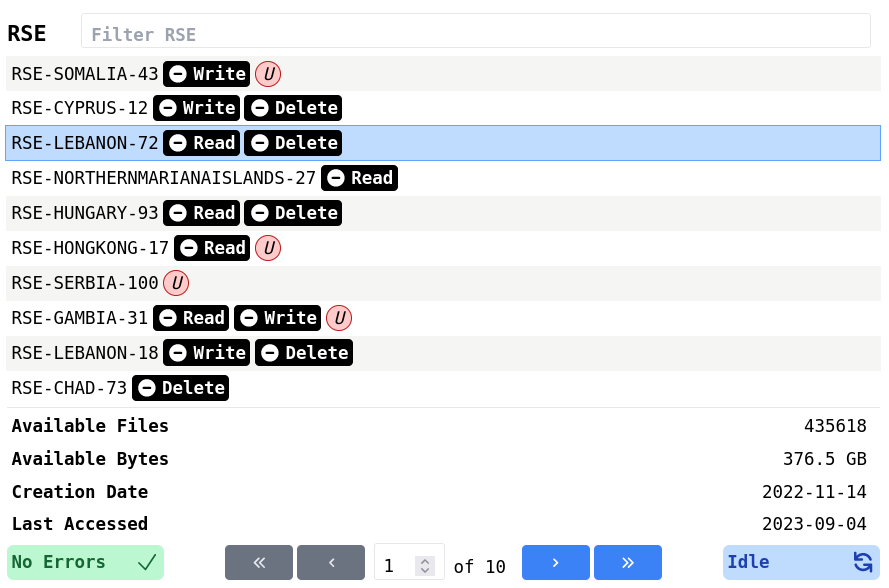 RSE Filter RSE
RSE-SOMALIA-43 Write U
RSE-CYPRUS-12 Write Delete
RSE-LEBANON-72 Read Delete
RSE-NORTHERNMARIANAISLANDS-27 Read
RSE-HUNGARY-93 Read Delete
RSE-HONGKONG-17 Read U
RSE-SERBIA-100 U
RSE-GAMBIA-31 Read Write U
RSE-LEBANON-18 Write Delete
RSE-CHAD-73 Delete
Available Files 435618
Available Bytes 376.5 GB
Creation Date 2022-11-14
Last Accessed 2023-09-04
No Errors « ‹ 1 of 10 › » Idle